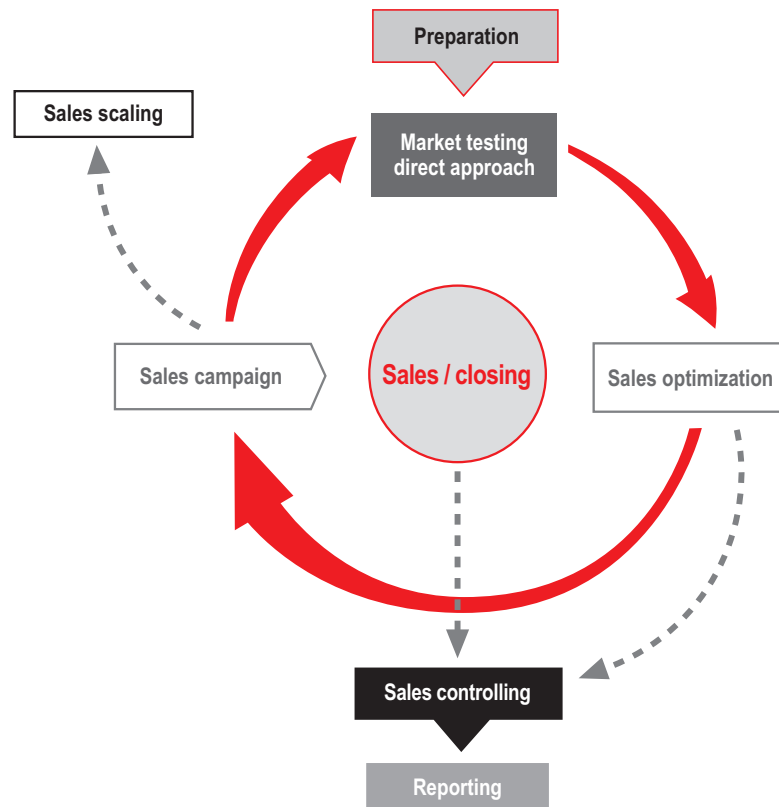 Preparation
Sales scaling
Market testing
direct approach
Sales campaign
Sales / closing
Sales optimization
Sales controlling
Reporting